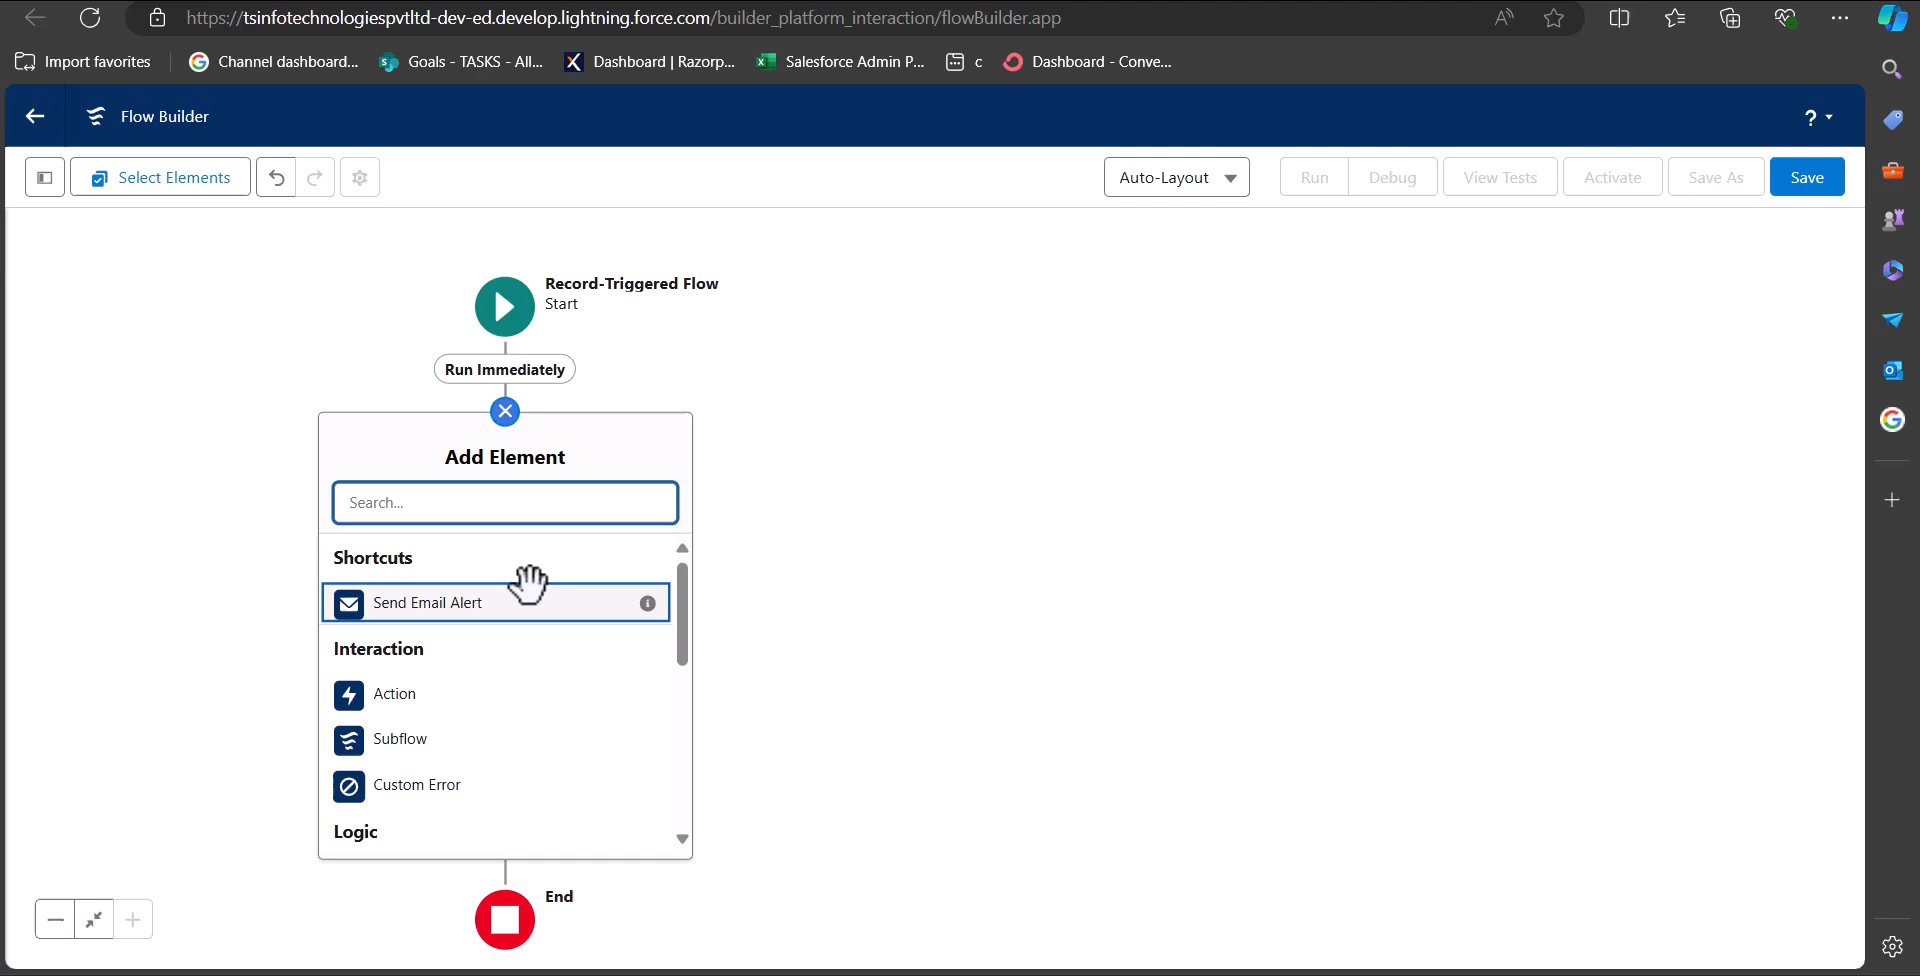 https://tsinfotechnologiespvtltd-dev-ed.develop.lightning.force.com/builder_platform_interaction/flowBuilder.app
Import favorites
Channel dashboard...
Goals - TASKS - All...
Dashboard | Razorp...
Salesforce Admin P...
c
Dashboard - Conve...
Flow Builder
?
Select Elements
Auto-Layout
Run
Debug
View Tests
Activate
Save As
Save
Record-Triggered Flow
Start
Run Immediately
Add Element
Search...
Shortcuts
Send Email Alert
Interaction
Action
Subflow
Custom Error
Logic
End